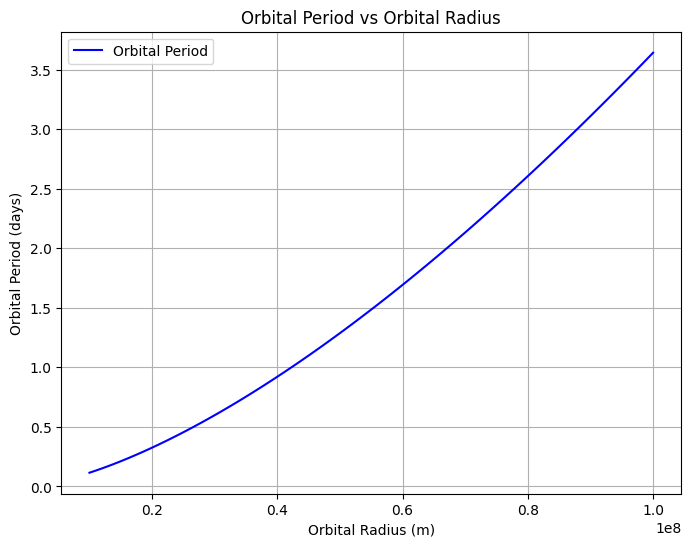 Orbital Period vs Orbital Radius
Orbital Period
Orbital Period (days)
3.5
3.0
2.5
2.0
1.5
1.0
0.5
0.0
0.2 0.4 0.6 0.8 1.0
1e8
Orbital Radius (m)